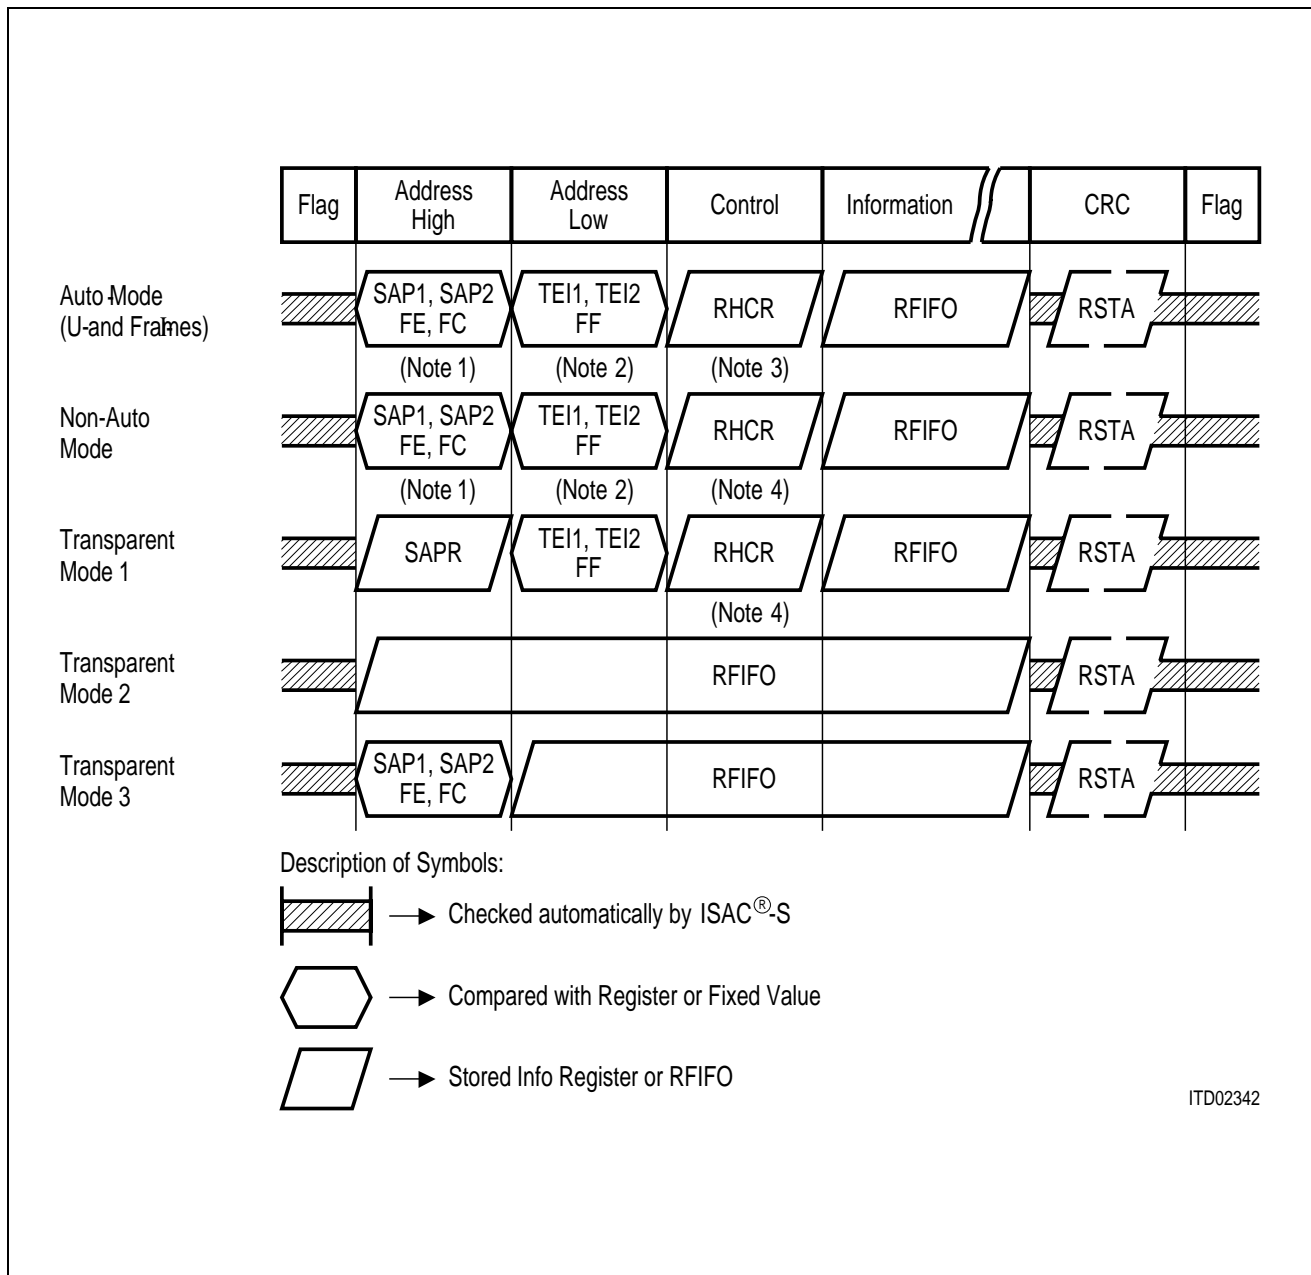 Flag
Address
High
Address
Low
Control
Information
CRC
Flag
Auto-Mode
(U-and Frames)
SAP1, SAP2
FE, FC
TEI1, TEI2
FF
RHCR
RFIFO
RSTA
(Note 1)
(Note 2)
(Note 3)
Non-Auto
Mode
SAP1, SAP2
FE, FC
TEI1, TEI2
FF
RHCR
RFIFO
RSTA
(Note 1)
(Note 2)
(Note 4)
Transparent
Mode 1
SAPR
TEI1, TEI2
FF
RHCR
RFIFO
RSTA
(Note 4)
Transparent
Mode 2
RFIFO
RSTA
Transparent
Mode 3
SAP1, SAP2
FE, FC
RFIFO
RSTA
Description of Symbols:
Checked automatically by ISAC®-S
Compared with Register or Fixed Value
Stored Info Register or RFIFO
ITD02342